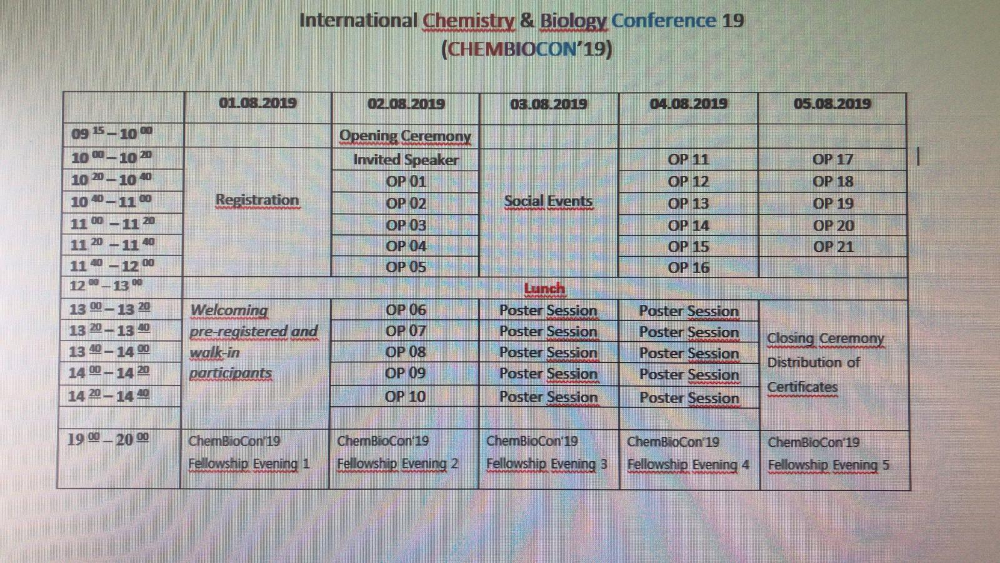 International Chemistry & Biology Conference 19
(CHEMBIOCON'19)
01.08.2019 02.08.2019 03.08.2019 04.08.2019 05.08.2019
09 15 – 10 00 Opening Ceremony
10 00 – 10 20 Invited Speaker OP 11 OP 17
10 20 – 10 40 OP 01 OP 12 OP 18
10 40 – 11 00 Registration OP 02 Social Events OP 13 OP 19
11 00 – 11 20 OP 03 OP 14 OP 20
11 20 – 11 40 OP 04 OP 15 OP 21
11 40 – 12 00 OP 05 OP 16
12 00 – 13 00 Lunch
13 00 – 13 20 Welcoming OP 06 Poster Session Poster Session
13 20 – 13 40 pre-registered and OP 07 Poster Session Poster Session Closing Ceremony
13 40 – 14 00 walk-in OP 08 Poster Session Poster Session Distribution of
14 00 – 14 20 participants OP 09 Poster Session Poster Session Certificates
14 20 – 14 40 OP 10 Poster Session Poster Session
19 00 – 20 00 ChemBioCon'19 ChemBioCon'19 ChemBioCon'19 ChemBioCon'19 ChemBioCon'19
Fellowship Evening 1 Fellowship Evening 2 Fellowship Evening 3 Fellowship Evening 4 Fellowship Evening 5